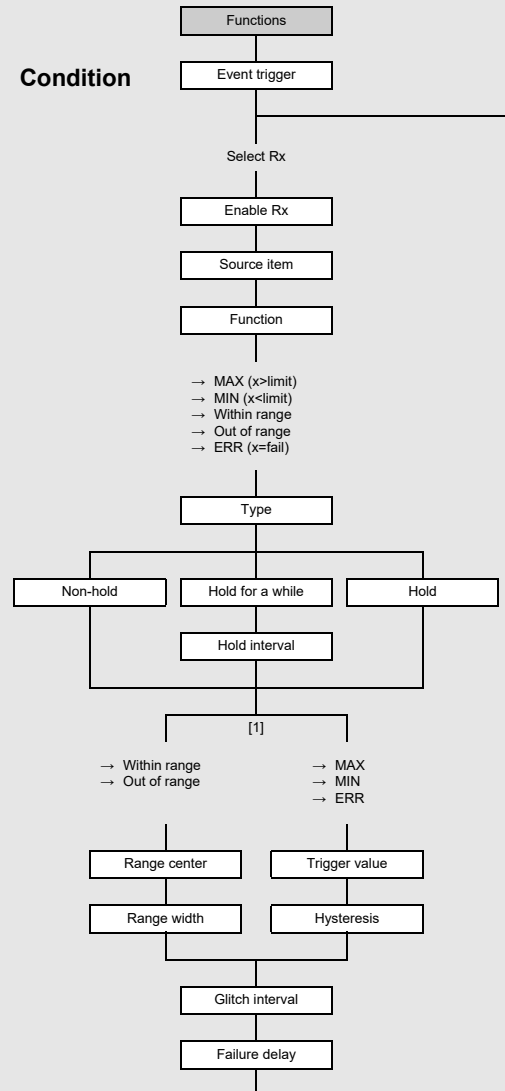 Functions
Condition
Event trigger
Select Rx
Enable Rx
Source item
Function
→ MAX (x>limit)
→ MIN (x<limit)
→ Within range
→ Out of range
→ ERR (x=fail)
Type
Non-hold
Hold for a while
Hold
Hold interval
[1]
→ Within range
→ Out of range
→ MAX
→ MIN
→ ERR
Range center
Trigger value
Range width
Hysteresis
Glitch interval
Failure delay